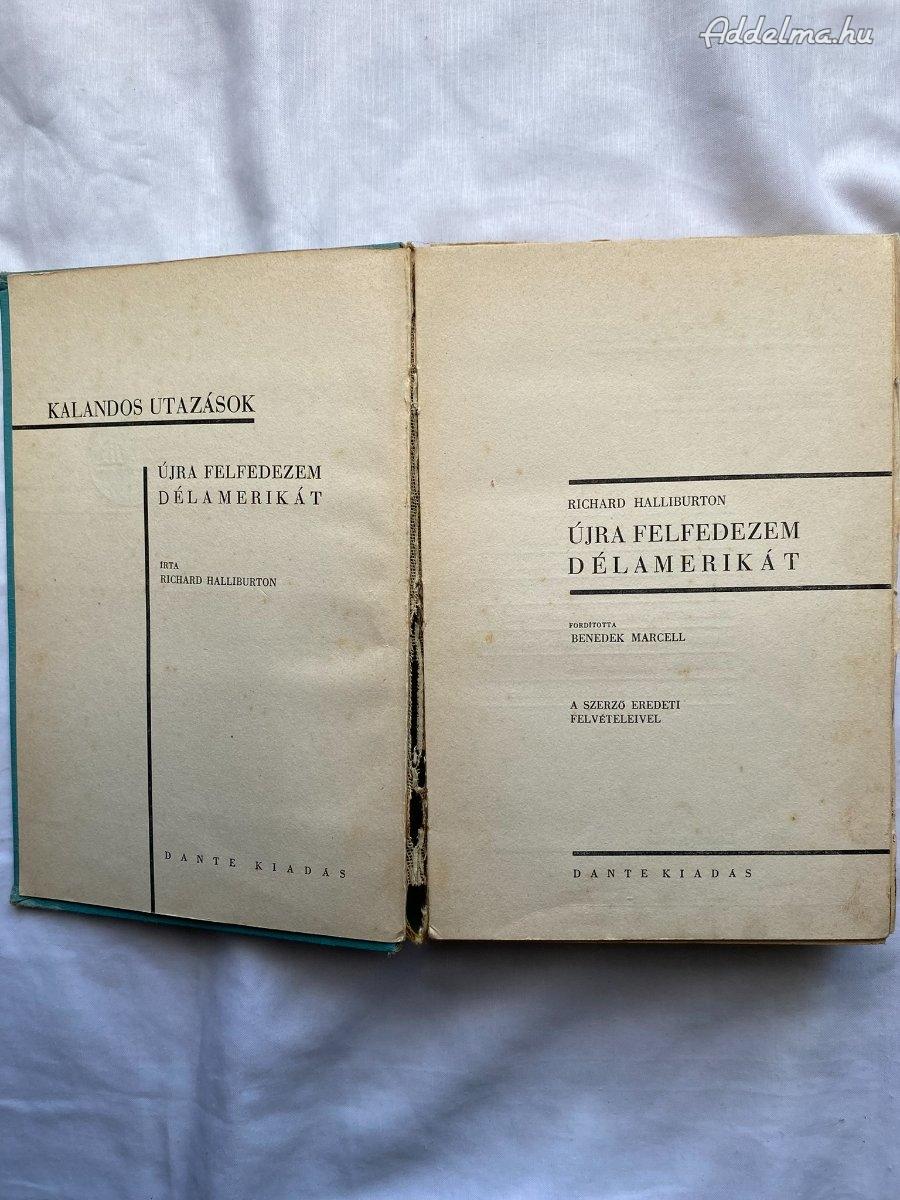 Addelma.hu
KALANDOS UTAZÁSOK
ÚJRA FELFEDEZEM
DÉLAMERIKÁT
ÍRTA
RICHARD HALLIBURTON
DANTE KIADÁS
RICHARD HALLIBURTON
ÚJRA FELFEDEZEM
DÉLAMERIKÁT
FORDÍTOTTA
BENEDEK MARCELL
A SZERZŐ EREDETI
FELVÉTELEIVEL
DANTE KIADÁS